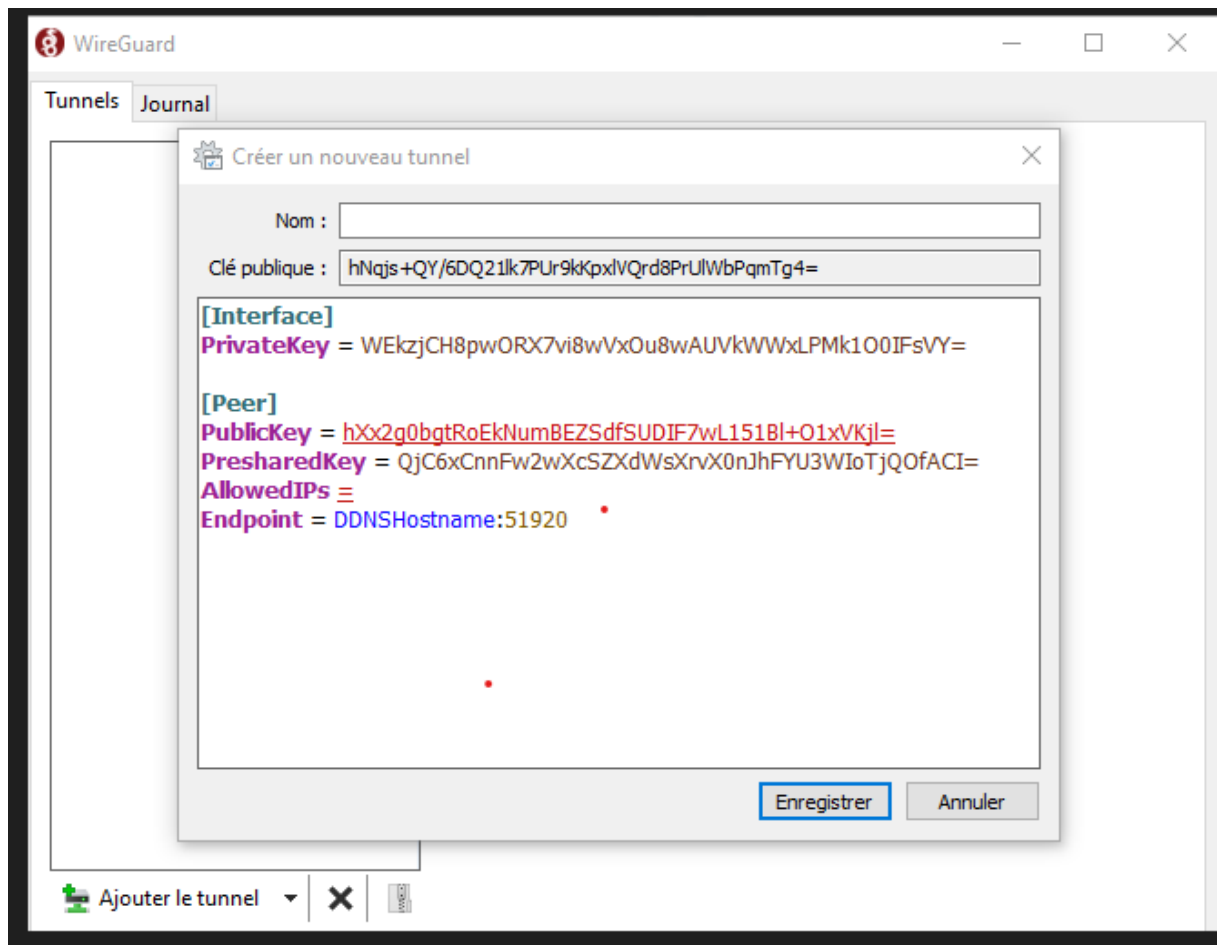 WireGuard
Tunnels Journal
Créer un nouveau tunnel
Nom :
Clé publique : hNqjs+QY/6DQ21lk7PUr9kKpxlVQrd8PrUlWbPqmTg4=
[Interface]
PrivateKey = WEkzjCH8pwORX7vi8wVxOu8wAUVkWWxLPMk1O0IFsVY=
[Peer]
PublicKey = hXx2g0bgtRoEkNumBEZSdfSUDIF7wL151Bl+O1xVKjl=
PresharedKey = QjC6xCnnFw2wXcSZXdWsXrvX0nJhFYU3WIoTjQOfACI=
AllowedIPs =
Endpoint = DDNSHostname:51920
Enregistrer Annuler
Ajouter le tunnel